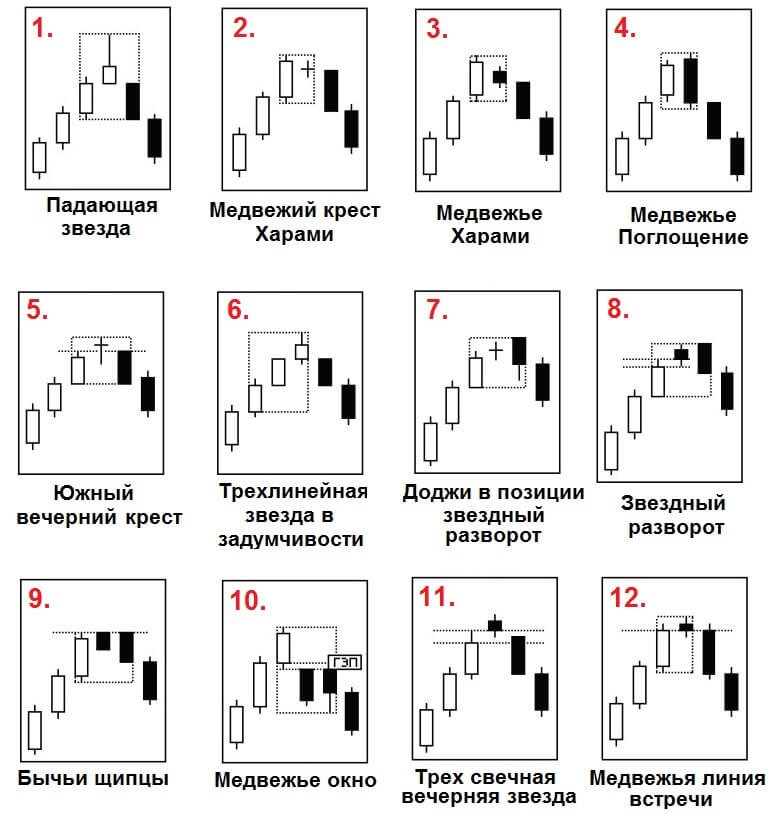 1.
Падающая
звезда
2.
Медвежий крест
Харами
3.
Медвежье
Харами
4.
Медвежье
Поглощение
5.
Южный
вечерний крест
6.
Трехлинейная
звезда в
задумчивости
7.
Доджи в позиции
звездный
разворот
8.
Звездный
разворот
9.
Бычьи щипцы
10.
ГЭП
Медвежье окно
11.
Трех свечная
вечерняя звезда
12.
Медвежья линия
встречи